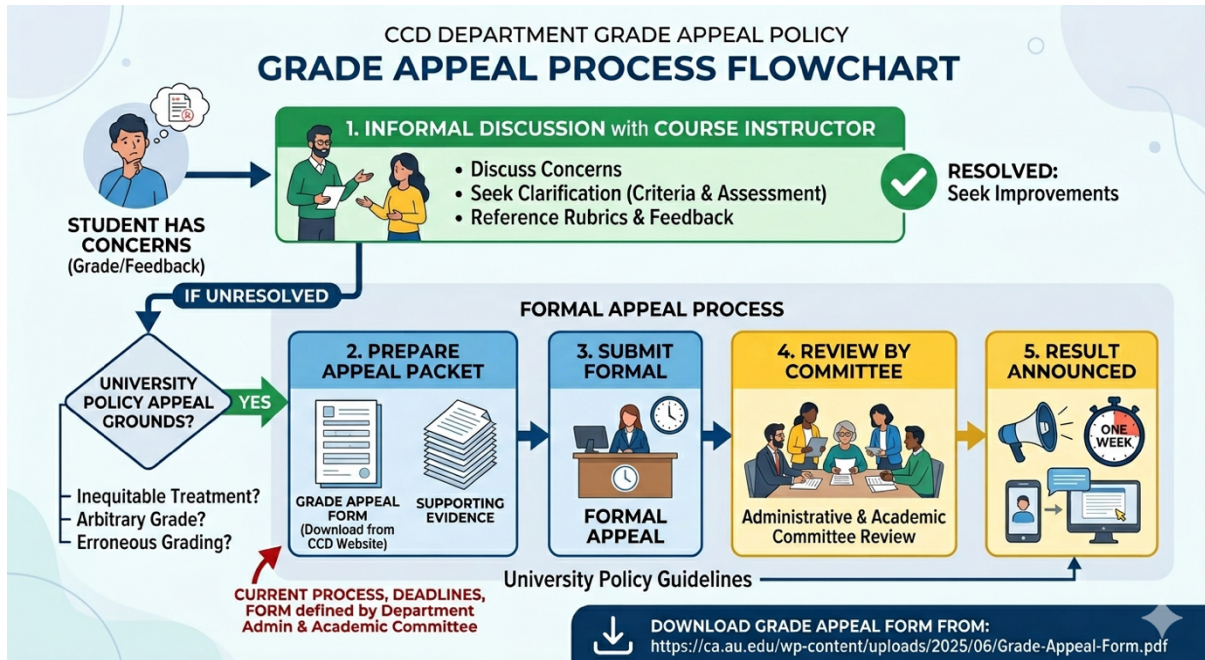 CCD DEPARTMENT GRADE APPEAL POLICY
GRADE APPEAL PROCESS FLOWCHART
STUDENT HAS
CONCERNS
(Grade/Feedback)
1. INFORMAL DISCUSSION with COURSE INSTRUCTOR
• Discuss Concerns
• Seek Clarification (Criteria & Assessment)
• Reference Rubrics & Feedback
RESOLVED:
Seek Improvements
IF UNRESOLVED
UNIVERSITY
POLICY APPEAL
GROUNDS?
YES
Inequitable Treatment?
Arbitrary Grade?
Erroneous Grading?
FORMAL APPEAL PROCESS
2. PREPARE
APPEAL PACKET
GRADE APPEAL
FORM
(Download from
CCD Website)
SUPPORTING
EVIDENCE
3. SUBMIT
FORMAL
FORMAL
APPEAL
4. REVIEW BY
COMMITTEE
Administrative & Academic
Committee Review
5. RESULT
ANNOUNCED
ONE
WEEK
CURRENT PROCESS, DEADLINES,
FORM defined by Department
Admin & Academic Committee
University Policy Guidelines
DOWNLOAD GRADE APPEAL FORM FROM:
https://ca.au.edu/wp-content/uploads/2025/06/Grade-Appeal-Form.pdf